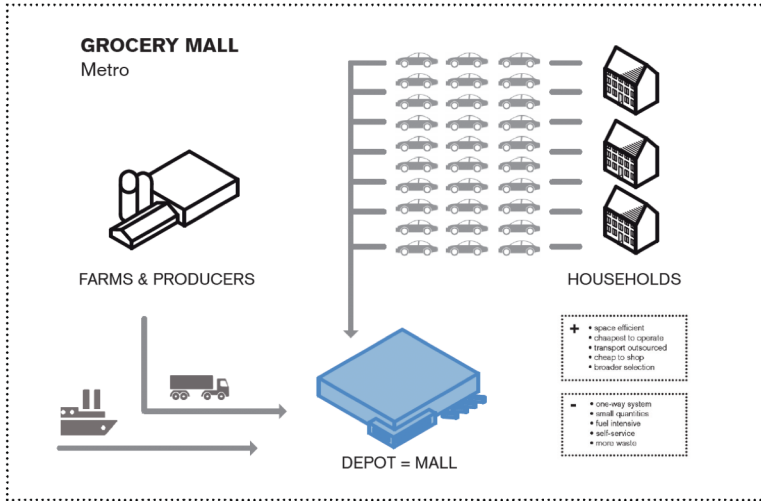 GROCERY MALL
Metro
FARMS & PRODUCERS
HOUSEHOLDS
+
• space efficient
• cheapest to operate
• transport outsourced
• cheap to shop
• broader selection
-
• one-way system
• small quantities
• fuel intensive
• self-service
• more waste
DEPOT = MALL